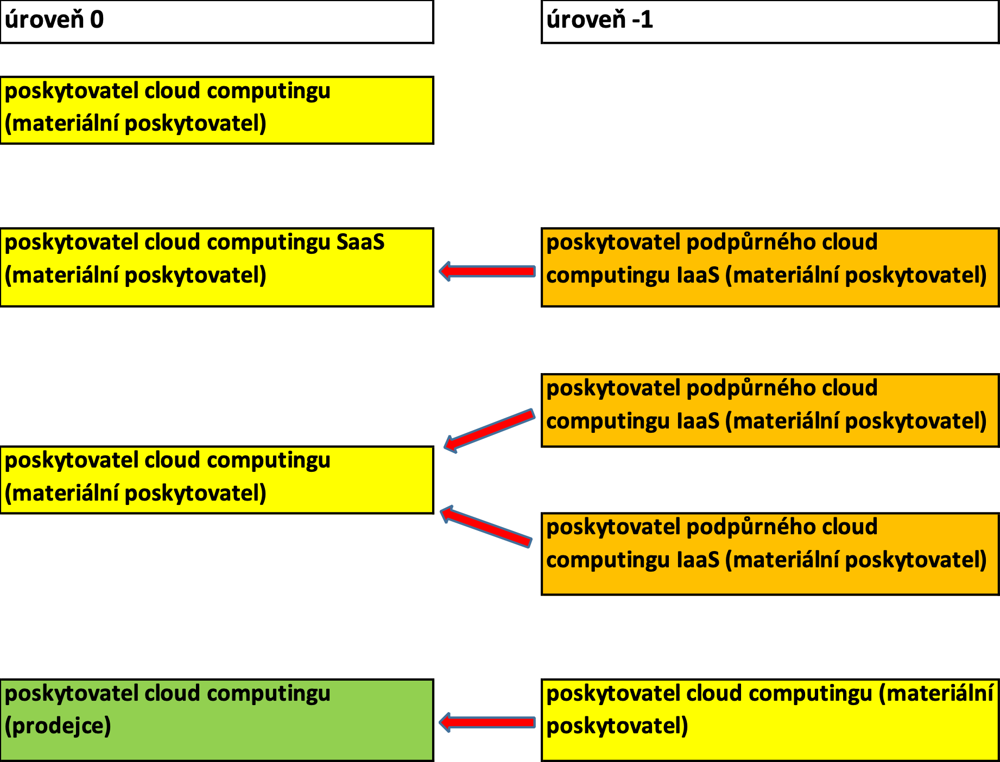 úroveň 0
úroveň -1
poskytovatel cloud computingu
(materiální poskytovatel)
poskytovatel cloud computingu SaaS
(materiální poskytovatel)
poskytovatel podpůrného cloud
computingu IaaS (materiální poskytovatel)
poskytovatel podpůrného cloud
computingu IaaS (materiální poskytovatel)
poskytovatel cloud computingu
(materiální poskytovatel)
poskytovatel podpůrného cloud
computingu IaaS (materiální poskytovatel)
poskytovatel cloud computingu
(prodejce)
poskytovatel cloud computingu (materiální
poskytovatel)